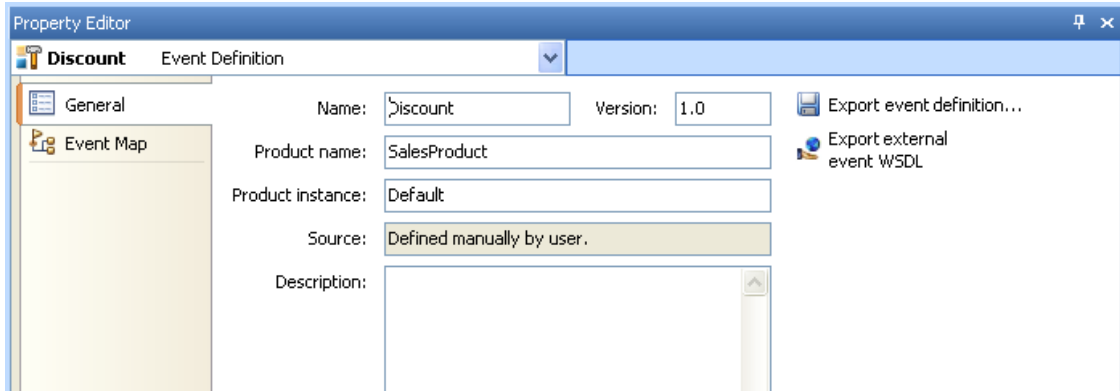 Property Editor
Discount Event Definition
General
Event Map
Name: Discount Version: 1.0
Product name: SalesProduct
Product instance: Default
Source: Defined manually by user.
Description:
Export event definition...
Export external
event WSDL